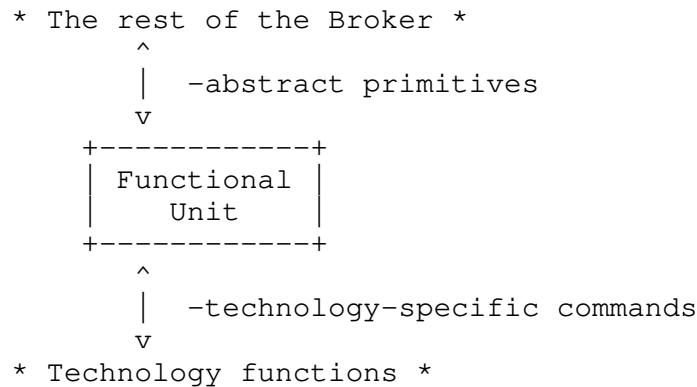 * The rest of the Broker *
^
| -abstract primitives
v
+------------+
| Functional |
| Unit |
+------------+
^
| -technology-specific commands
v
* Technology functions *